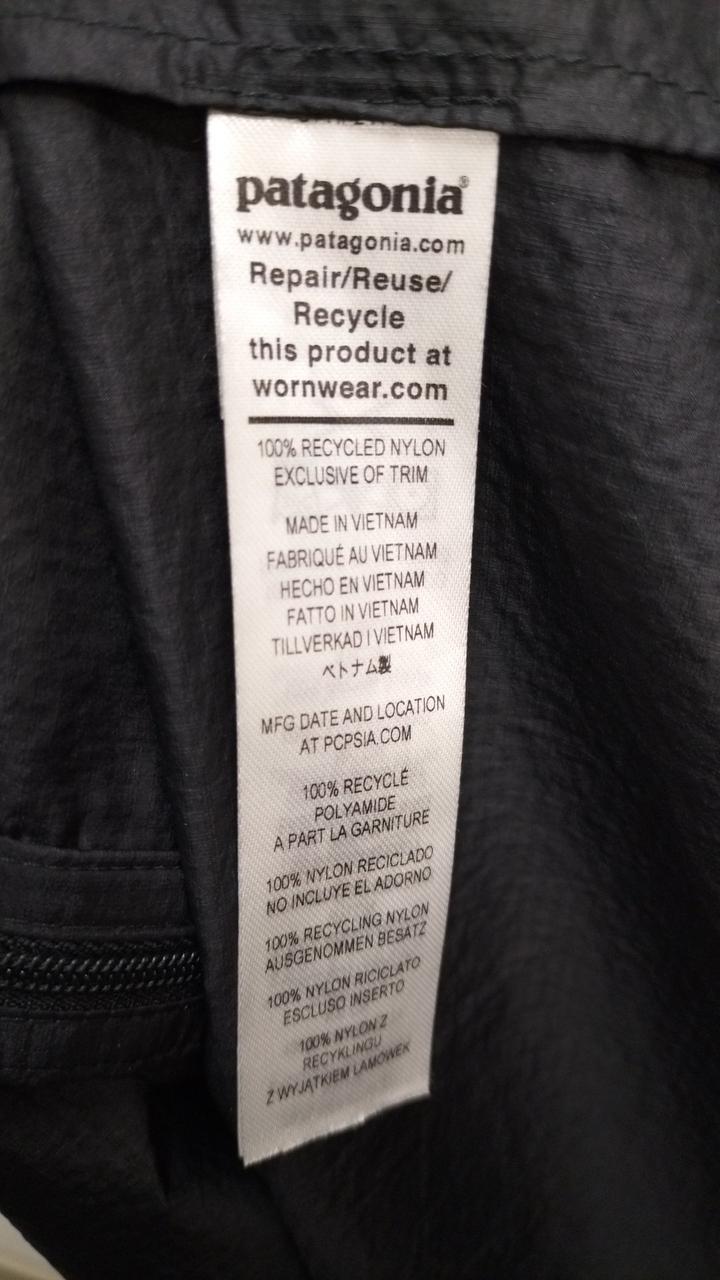 patagonia®
www.patagonia.com
Repair/Reuse/
Recycle
this product at
wornwear.com
100% RECYCLED NYLON
EXCLUSIVE OF TRIM
MADE IN VIETNAM
FABRIQUÉ AU VIETNAM
HECHO EN VIETNAM
FATTO IN VIETNAM
TILLVERKAD I VIETNAM
ベトナム製
MFG DATE AND LOCATION
AT PCPSIA.COM
100% RECYCLÉ
POLYAMIDE
A PART LA GARNITURE
100% NYLON RECICLADO
NO INCLUYE EL ADORNO
100% RECYCLING NYLON
AUSGENOMMEN BESATZ
100% NYLON RICICLATO
ESCLUSO INSERTO
100% NYLON Z
RECYKLINGU
Z WYJĄTKIEM LAMOWEK